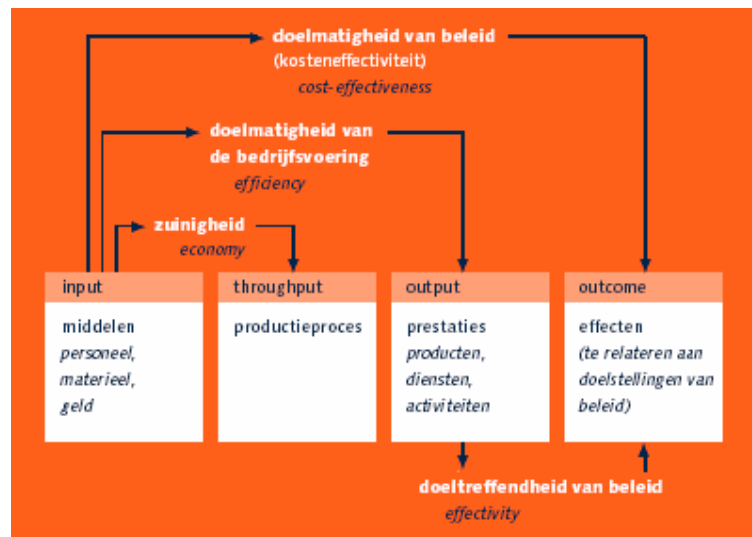 doelmatigheid van beleid
(kosteneffectiviteit)
cost-effectiveness
doelmatigheid van
de bedrijfsvoering
efficiency
zuinigheid
economy
input
middelen
personeel,
materieel,
geld
throughput
productieproces
output
prestaties
producten,
diensten,
activiteiten
outcome
effecten
(te relateren aan
doelstellingen van
beleid)
doeltreffendheid van beleid
effectivity